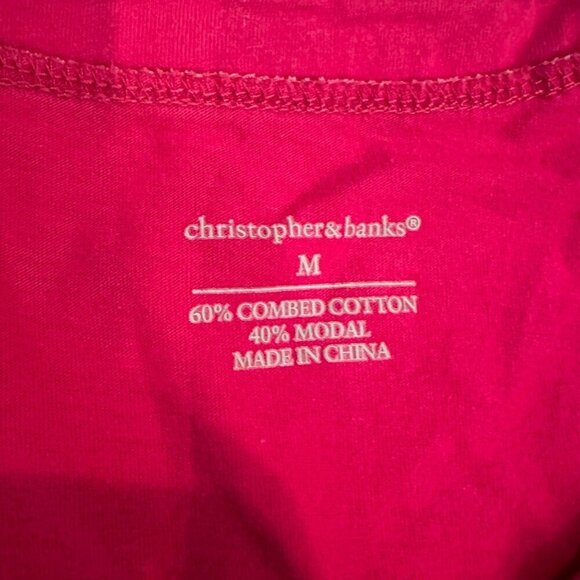 christopher&banks®
M
60% COMBED COTTON
40% MODAL
MADE IN CHINA